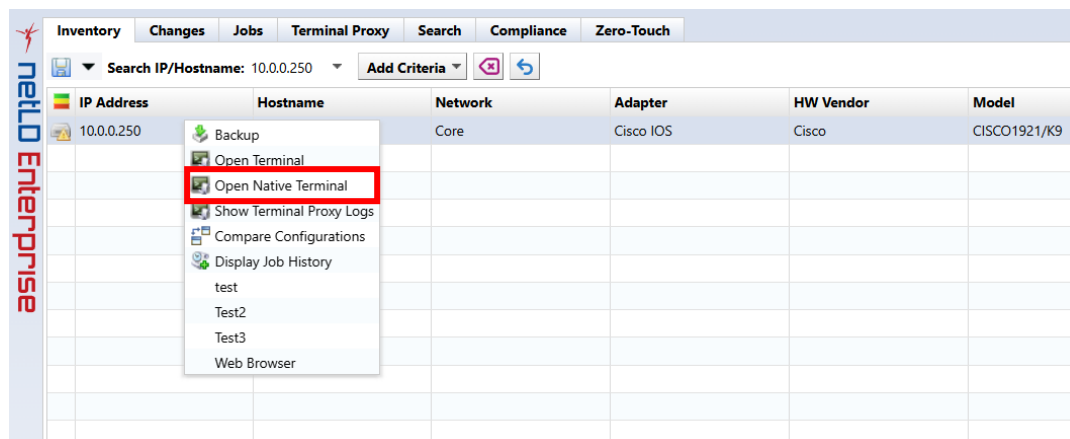 Inventory Changes Jobs Terminal Proxy Search Compliance Zero-Touch
Search IP/Hostname: 10.0.0.250 Add Criteria
IP Address Hostname Network Adapter HW Vendor Model
10.0.0.250 Core Cisco IOS Cisco CISCO1921/K9
Backup
Open Terminal
Open Native Terminal
Show Terminal Proxy Logs
Compare Configurations
Display Job History
test
Test2
Test3
Web Browser
netLD Enterprise